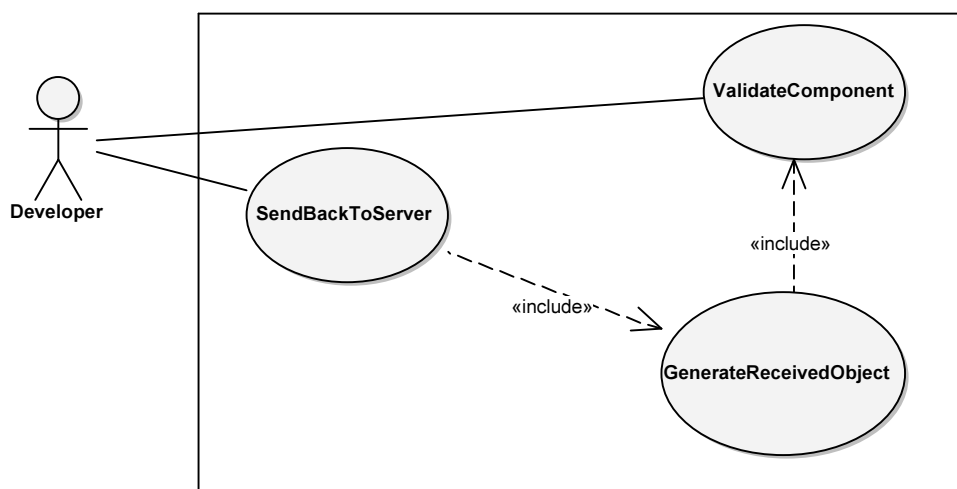 ValidateComponent
Developer
SendBackToServer
«include»
«include»
GenerateReceivedObject